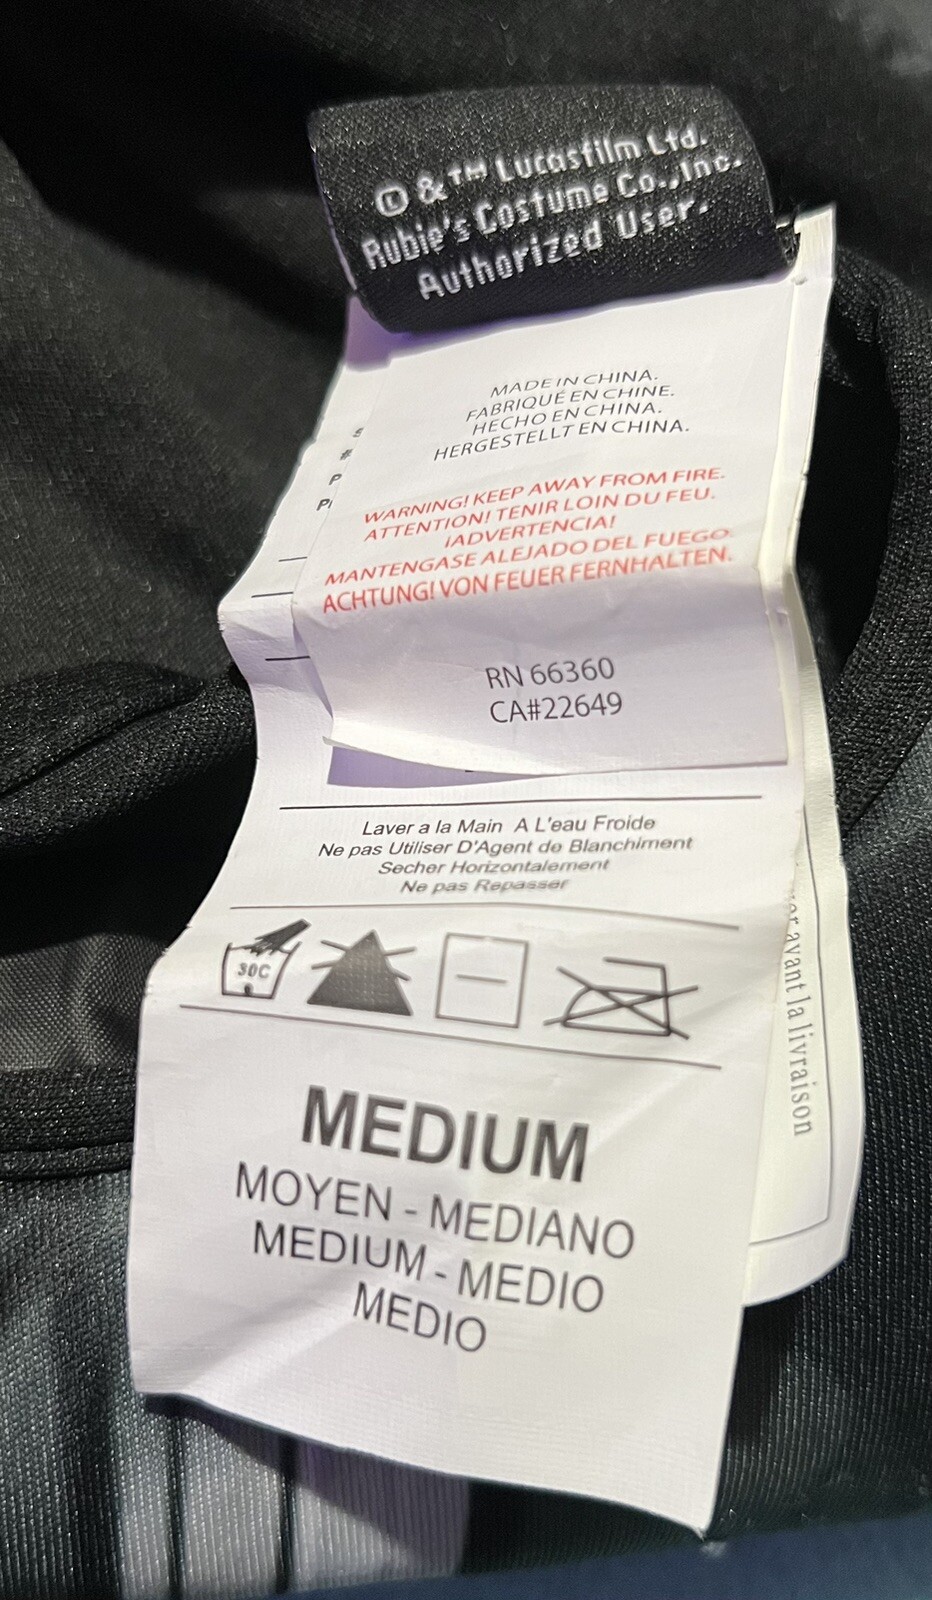 © & ™ Lucasfilm Ltd.
Rubie's Costume Co., Inc.
Authorized User.
MADE IN CHINA.
FABRIQUÉ EN CHINE.
HECHO EN CHINA.
HERGESTELLT EN CHINA.
WARNING! KEEP AWAY FROM FIRE.
ATTENTION! TENIR LOIN DU FEU.
¡ADVERTENCIA!
MANTENGASE ALEJADO DEL FUEGO.
ACHTUNG! VON FEUER FERNHALTEN.
RN 66360
CA#22649
Laver a la Main A L'eau Froide
Ne pas Utiliser D'Agent de Blanchiment
Secher Horizontalement
Ne pas Repasser
30C
MEDIUM
MOYEN - MEDIANO
MEDIUM - MEDIO
MEDIO
avant la livraison